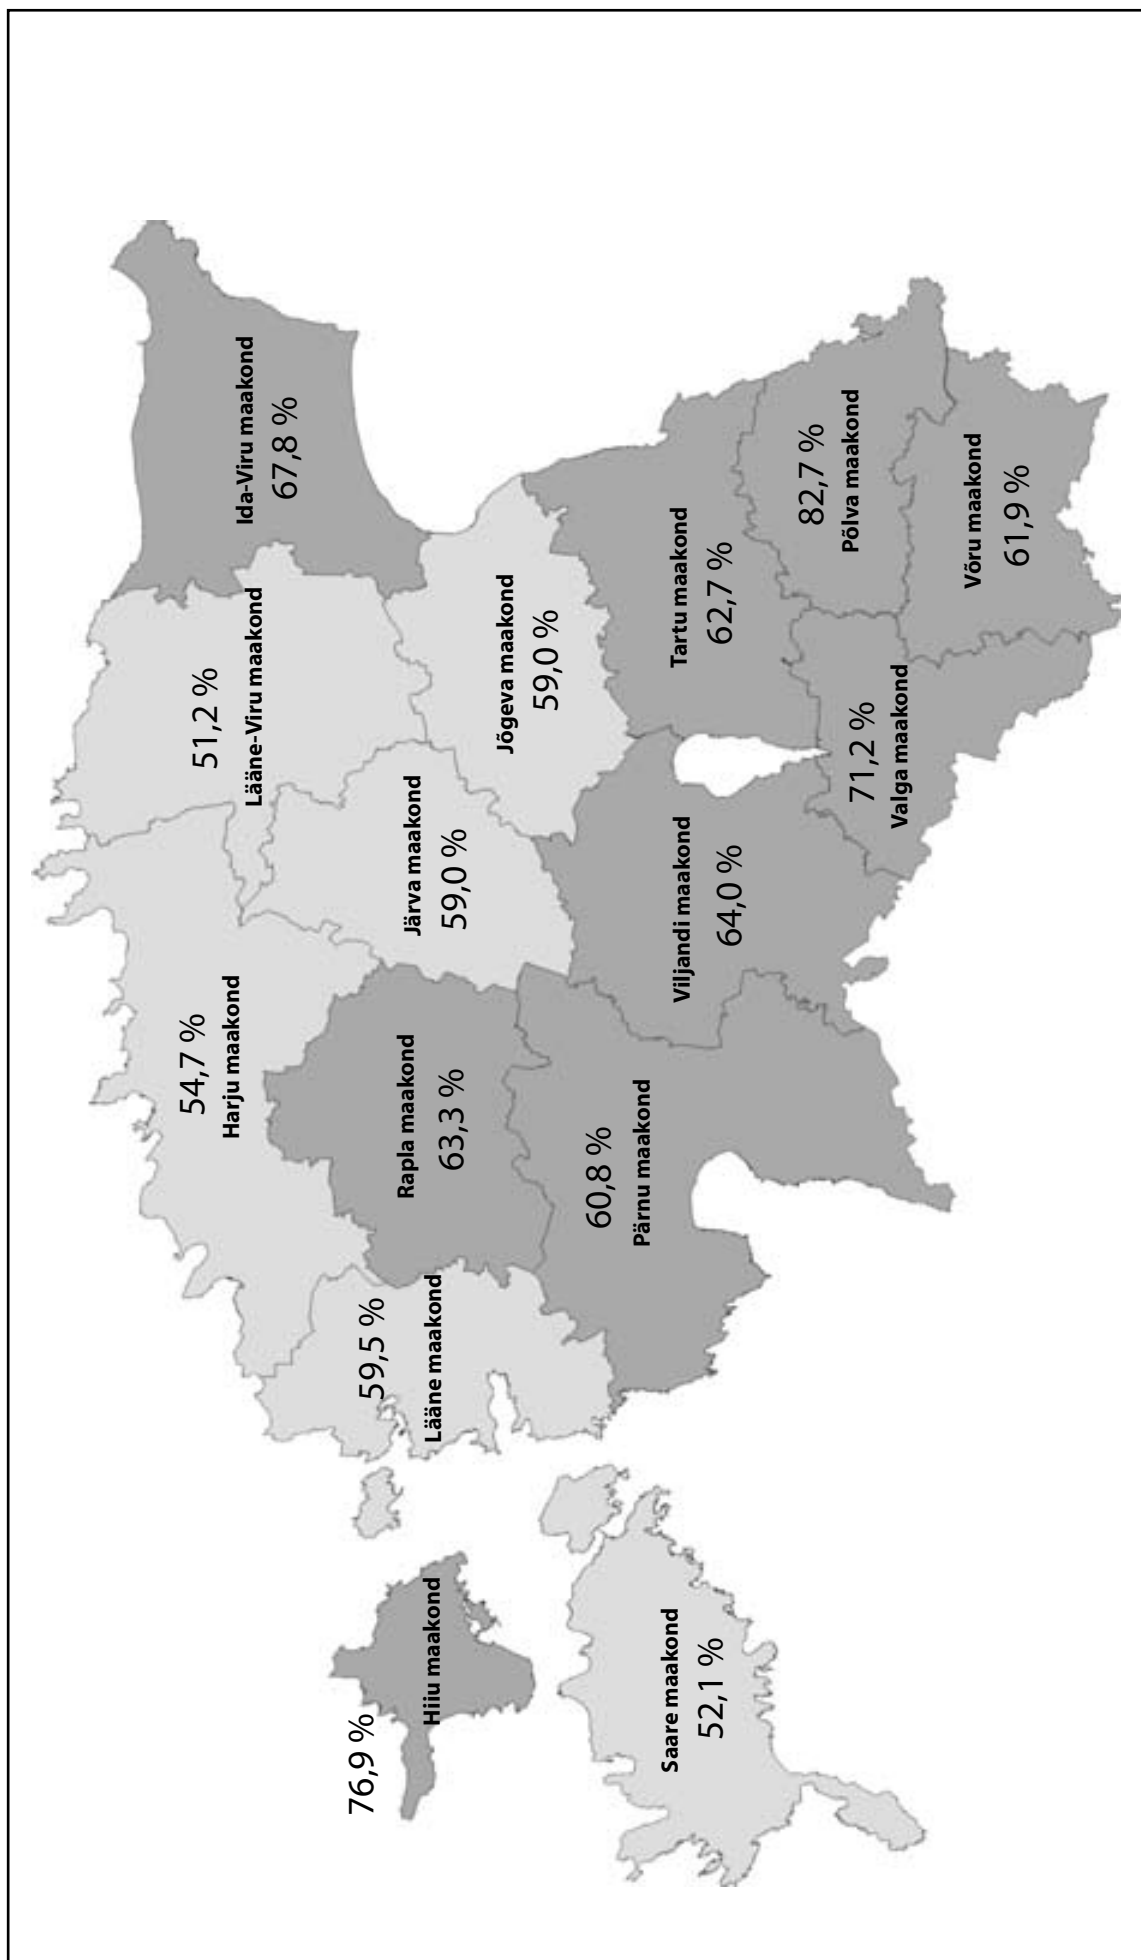 Ida-Viru maakond
67,8 %
51,2 %
Lääne-Viru maakond
54,7 %
Harju maakond
Järva maakond
59,0 %
Jõgeva maakond
59,0 %
Rapla maakond
63,3 %
59,5 %
Lääne maakond
76,9 %
Hiiu maakond
Saare maakond
52,1 %
60,8 %
Pärnu maakond
Viljandi maakond
64,0 %
Tartu maakond
62,7 %
82,7 %
Põlva maakond
71,2 %
Valga maakond
Võru maakond
61,9 %